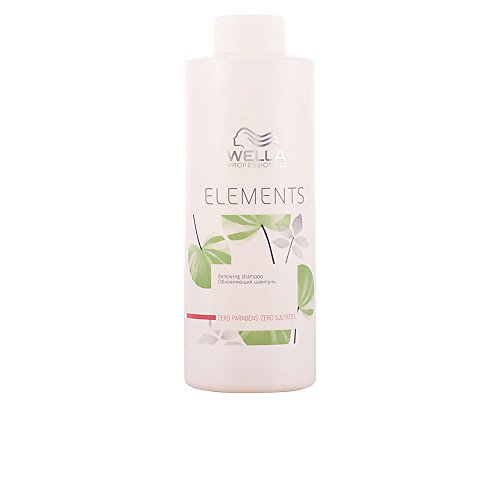 WELLA
PROFESSIONALS
ELEMENTS
Renewing shampoo
Обновляющий шампунь
ZERO PARABENS. ZERO SULFATES